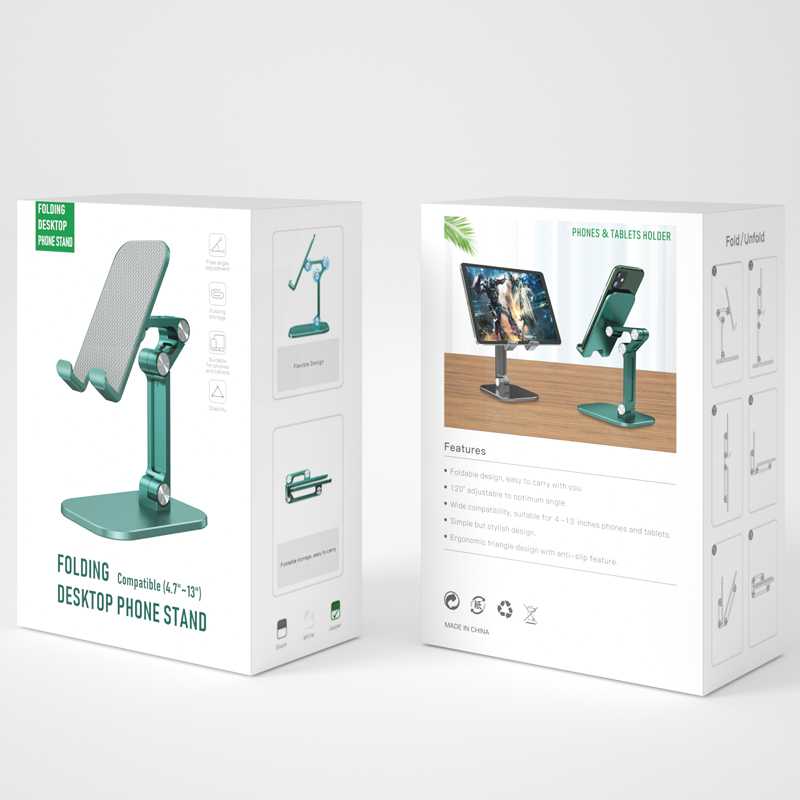 FOLDING
DESKTOP
PHONE STAND
Free angle
adjustment
Folding
storage
Suitable
for phones
and tablets
Stability
FOLDING Compatible (4.7"~13")
DESKTOP PHONE STAND
Flexible Design
Foldable storage, easy to carry
Black
White
PHONES & TABLETS HOLDER
Features
• Foldable design, easy to carry with you.
• 120° adjustable to optimum angle.
• Wide compatibility, suitable for 4-13 inches phones and tablets.
• Simple but stylish design.
• Ergonomic triangle design with anti-slip feature.
紙
MADE IN CHINA
Fold/Unfold